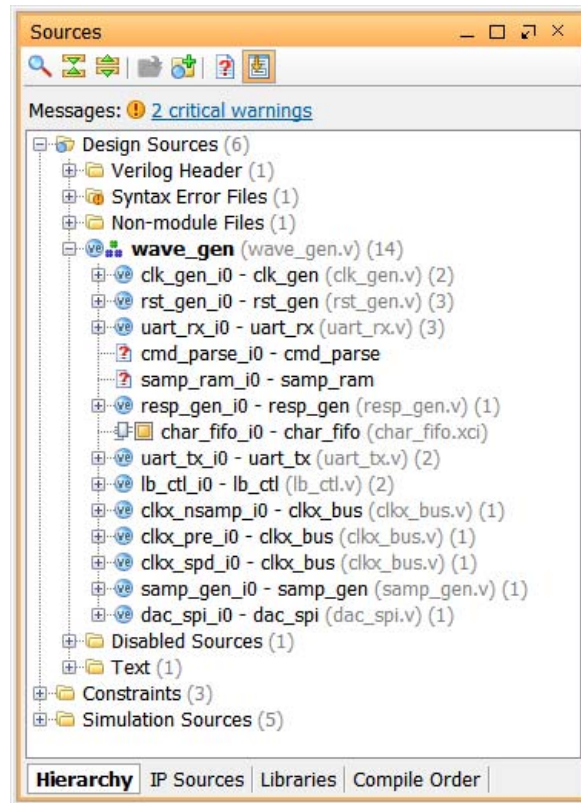 Sources
Messages: 2 critical warnings
Design Sources (6)
Verilog Header (1)
Syntax Error Files (1)
Non-module Files (1)
wave_gen (wave_gen.v) (14)
clk_gen_i0 - clk_gen (clk_gen.v) (2)
rst_gen_i0 - rst_gen (rst_gen.v) (3)
uart_rx_i0 - uart_rx (uart_rx.v) (3)
cmd_parse_i0 - cmd_parse
samp_ram_i0 - samp_ram
resp_gen_i0 - resp_gen (resp_gen.v) (1)
char_fifo_i0 - char_fifo (char_fifo.xci)
uart_tx_i0 - uart_tx (uart_tx.v) (2)
lb_ctl_i0 - lb_ctl (lb_ctl.v) (2)
clkx_nsamp_i0 - clkx_bus (clkx_bus.v) (1)
clkx_pre_i0 - clkx_bus (clkx_bus.v) (1)
clkx_spd_i0 - clkx_bus (clkx_bus.v) (1)
samp_gen_i0 - samp_gen (samp_gen.v) (1)
dac_spi_i0 - dac_spi (dac_spi.v) (1)
Disabled Sources (1)
Text (1)
Constraints (3)
Simulation Sources (5)
Hierarchy IP Sources Libraries Compile Order